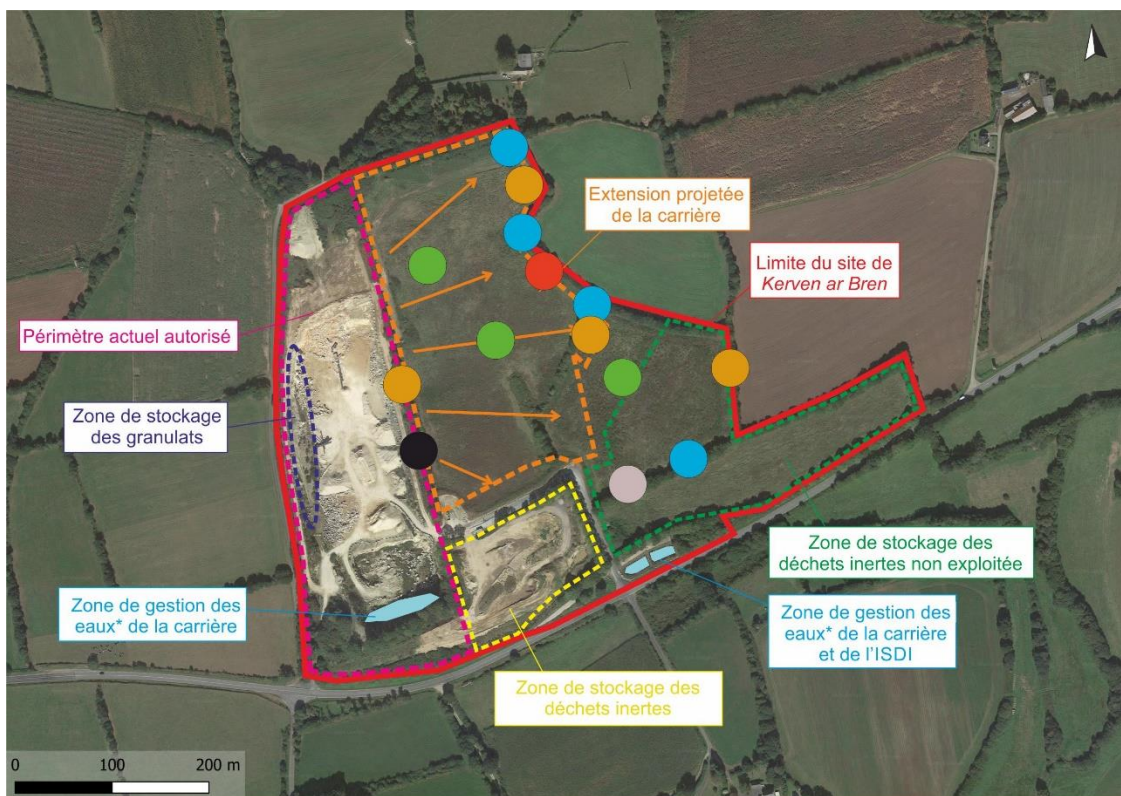 Extension projetée
de la carrière
Limite du site de
Kerven ar Bren
Périmètre actuel autorisé
Zone de stockage
des granulats
Zone de stockage des
déchets inertes non exploitée
Zone de gestion des
eaux* de la carrière
Zone de gestion des
eaux* de la carrière
et de l'ISDI
Zone de stockage des
déchets inertes
0 100 200 m